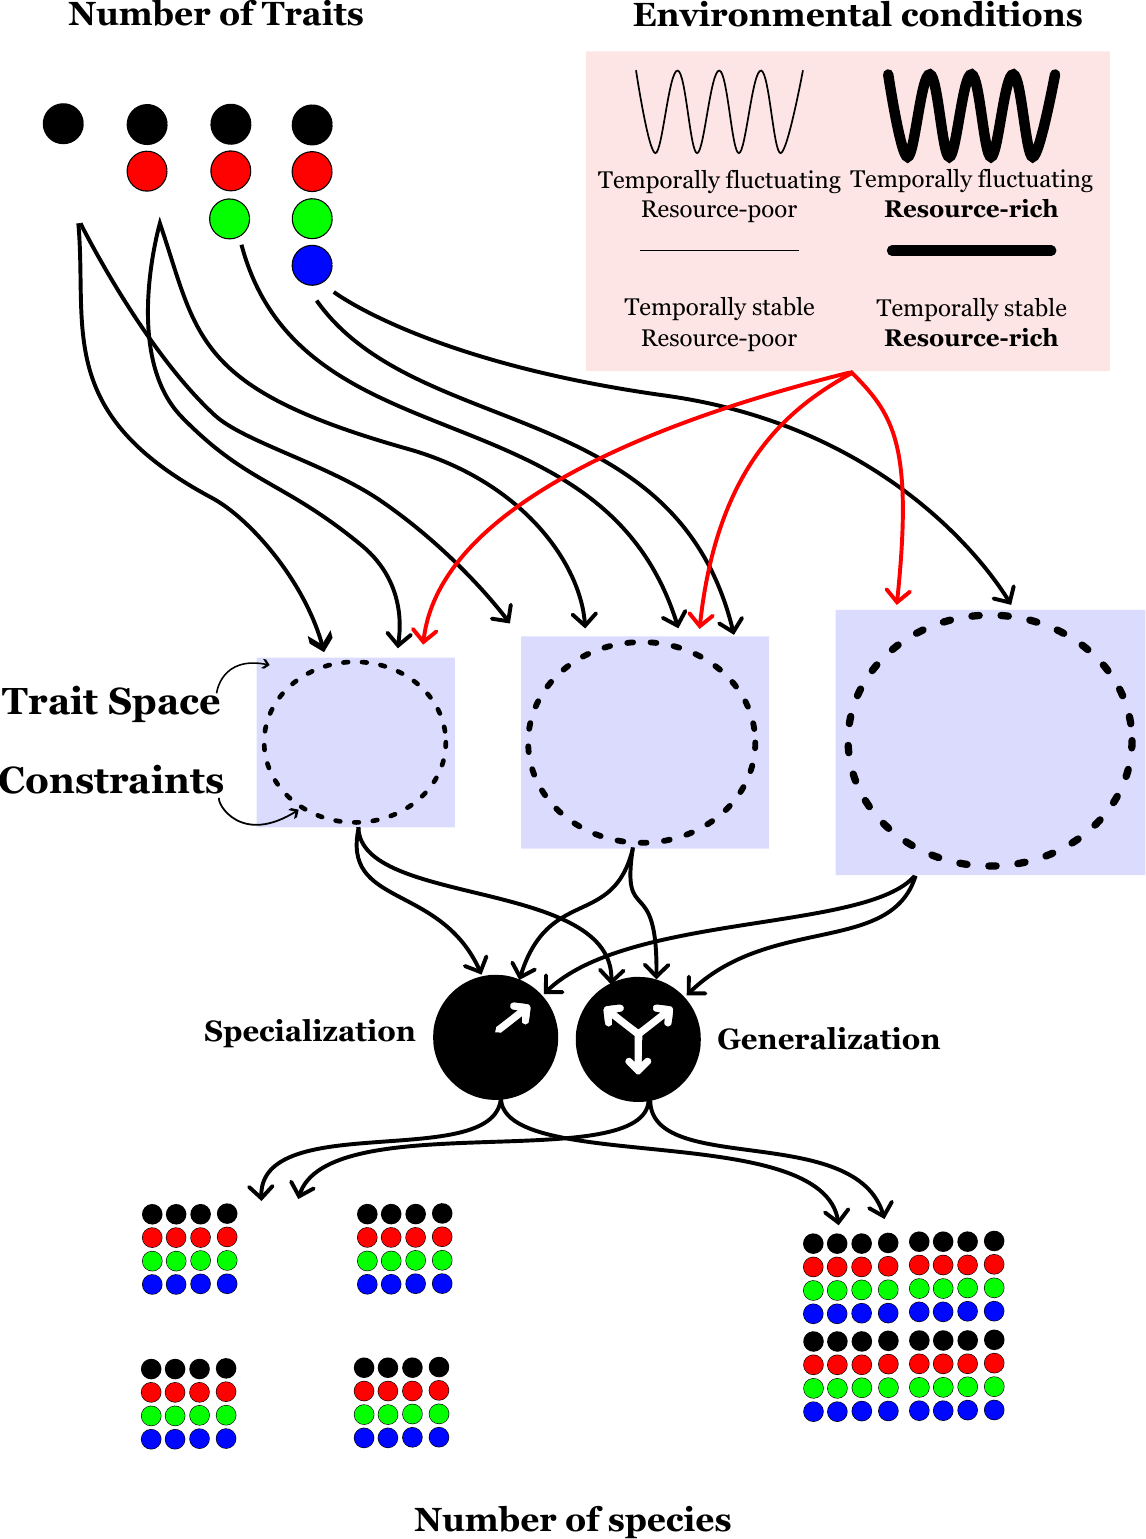 Number of Traits
Environmental conditions
Temporally fluctuating
Resource-poor
Temporally fluctuating
Resource-rich
Temporally stable
Resource-poor
Temporally stable
Resource-rich
Trait Space
Constraints
Specialization
Generalization
Number of species